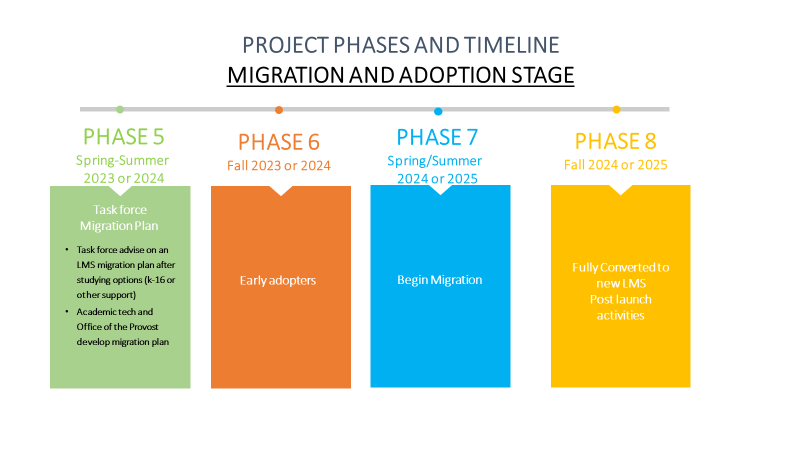 PROJECT PHASES AND TIMELINE
MIGRATION AND ADOPTION STAGE
PHASE 5
Spring-Summer
2023 or 2024
Task force
Migration Plan
• Task force advise on an
LMS migration plan after
studying options (k-16 or
other support)
• Academic tech and
Office of the Provost
develop migration plan
PHASE 6
Fall 2023 or 2024
Early adopters
PHASE 7
Spring/Summer
2024 or 2025
Begin Migration
PHASE 8
Fall 2024 or 2025
Fully Converted to
new LMS
Post launch
activities